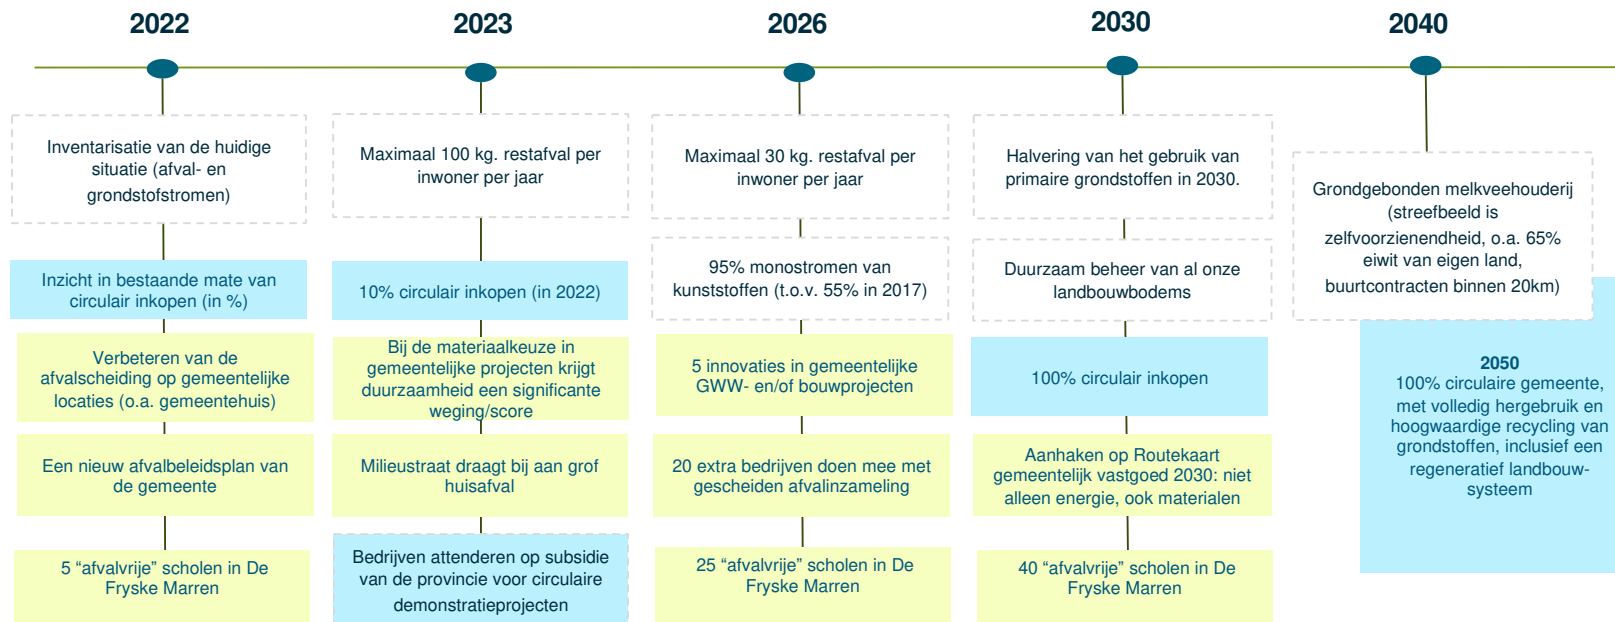 2022
2023
2026
2030
2040
Inventarisatie van de huidige
situatie (afval- en
grondstofstromen)
Inzicht in bestaande mate van
circulair inkopen (in %)
Verbeteren van de
afvalscheiding op gemeentelijke
locaties (o.a. gemeentehuis)
Een nieuw afvalbeleidsplan van
de gemeente
5 “afvalvrije” scholen in De
Fryske Marren
Maximaal 100 kg. restafval per
inwoner per jaar
10% circulair inkopen (in 2022)
Bij de materiaalkeuze in
gemeentelijke projecten krijgt
duurzaamheid een significante
weging/score
Milieustraat draagt bij aan grof
huisafval
Bedrijven attenderen op subsidie
van de provincie voor circulaire
demonstratieprojecten
Maximaal 30 kg. restafval per
inwoner per jaar
95% monostromen van
kunststoffen (t.o.v. 55% in 2017)
5 innovaties in gemeentelijke
GWW- en/of bouwprojecten
20 extra bedrijven doen mee met
gescheiden afvalinzameling
25 “afvalvrije” scholen in De
Fryske Marren
Halvering van het gebruik van
primaire grondstoffen in 2030.
Duurzaam beheer van al onze
landbouwbodems
100% circulair inkopen
Aanhaken op Routekaart
gemeentelijk vastgoed 2030: niet
alleen energie, ook materialen
40 “afvalvrije” scholen in De
Fryske Marren
Grondgebonden melkveehouderij
(streefbeeld is
zelfvoorzienendheid, o.a. 65%
eiwit van eigen land,
buurtcontracten binnen 20km)
2050
100% circulaire gemeente,
met volledig hergebruik en
hoogwaardige recycling van
grondstoffen, inclusief een
regeneratief landbouw-
systeem